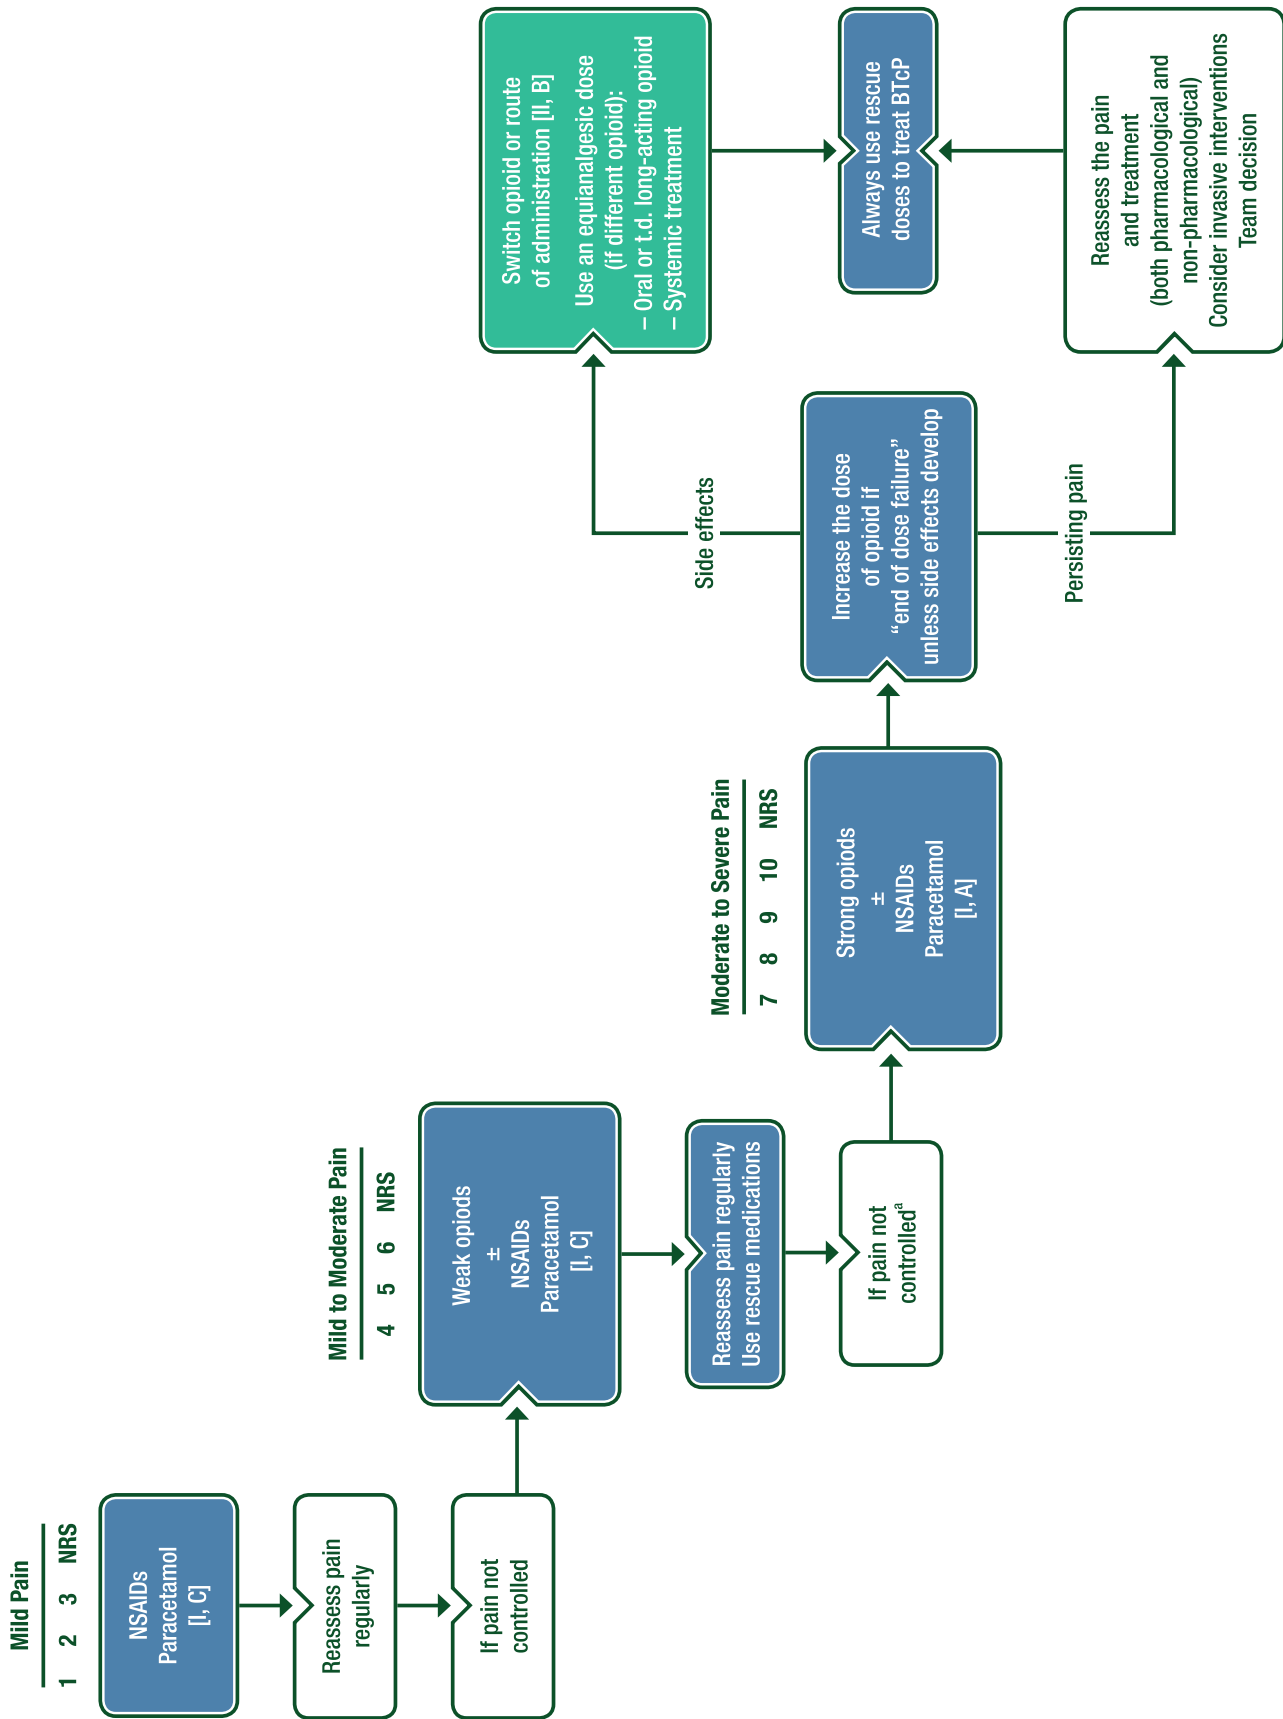 Mild Pain
1 2 3 NRS
NSAIDs
Paracetamol
[I, C]
Reassess pain
regularly
If pain not
controlled
Mild to Moderate Pain
4 5 6 NRS
Weak opiods
±
NSAIDs
Paracetamol
[I, C]
Reassess pain regularly
Use rescue medications
If pain not
controlledª
Moderate to Severe Pain
7 8 9 10 NRS
Strong opiods
±
NSAIDs
Paracetamol
[I, A]
Increase the dose
of opioid if
“end of dose failure”
unless side effects develop
Side effects
Persisting pain
Switch opioid or route
of administration [II, B]
Use an equianalgesic dose
(if different opioid):
– Oral or t.d. long-acting opioid
– Systemic treatment
Always use rescue
doses to treat BTcP
Reassess the pain
and treatment
(both pharmacological and
non-pharmacological)
Consider invasive interventions
Team decision